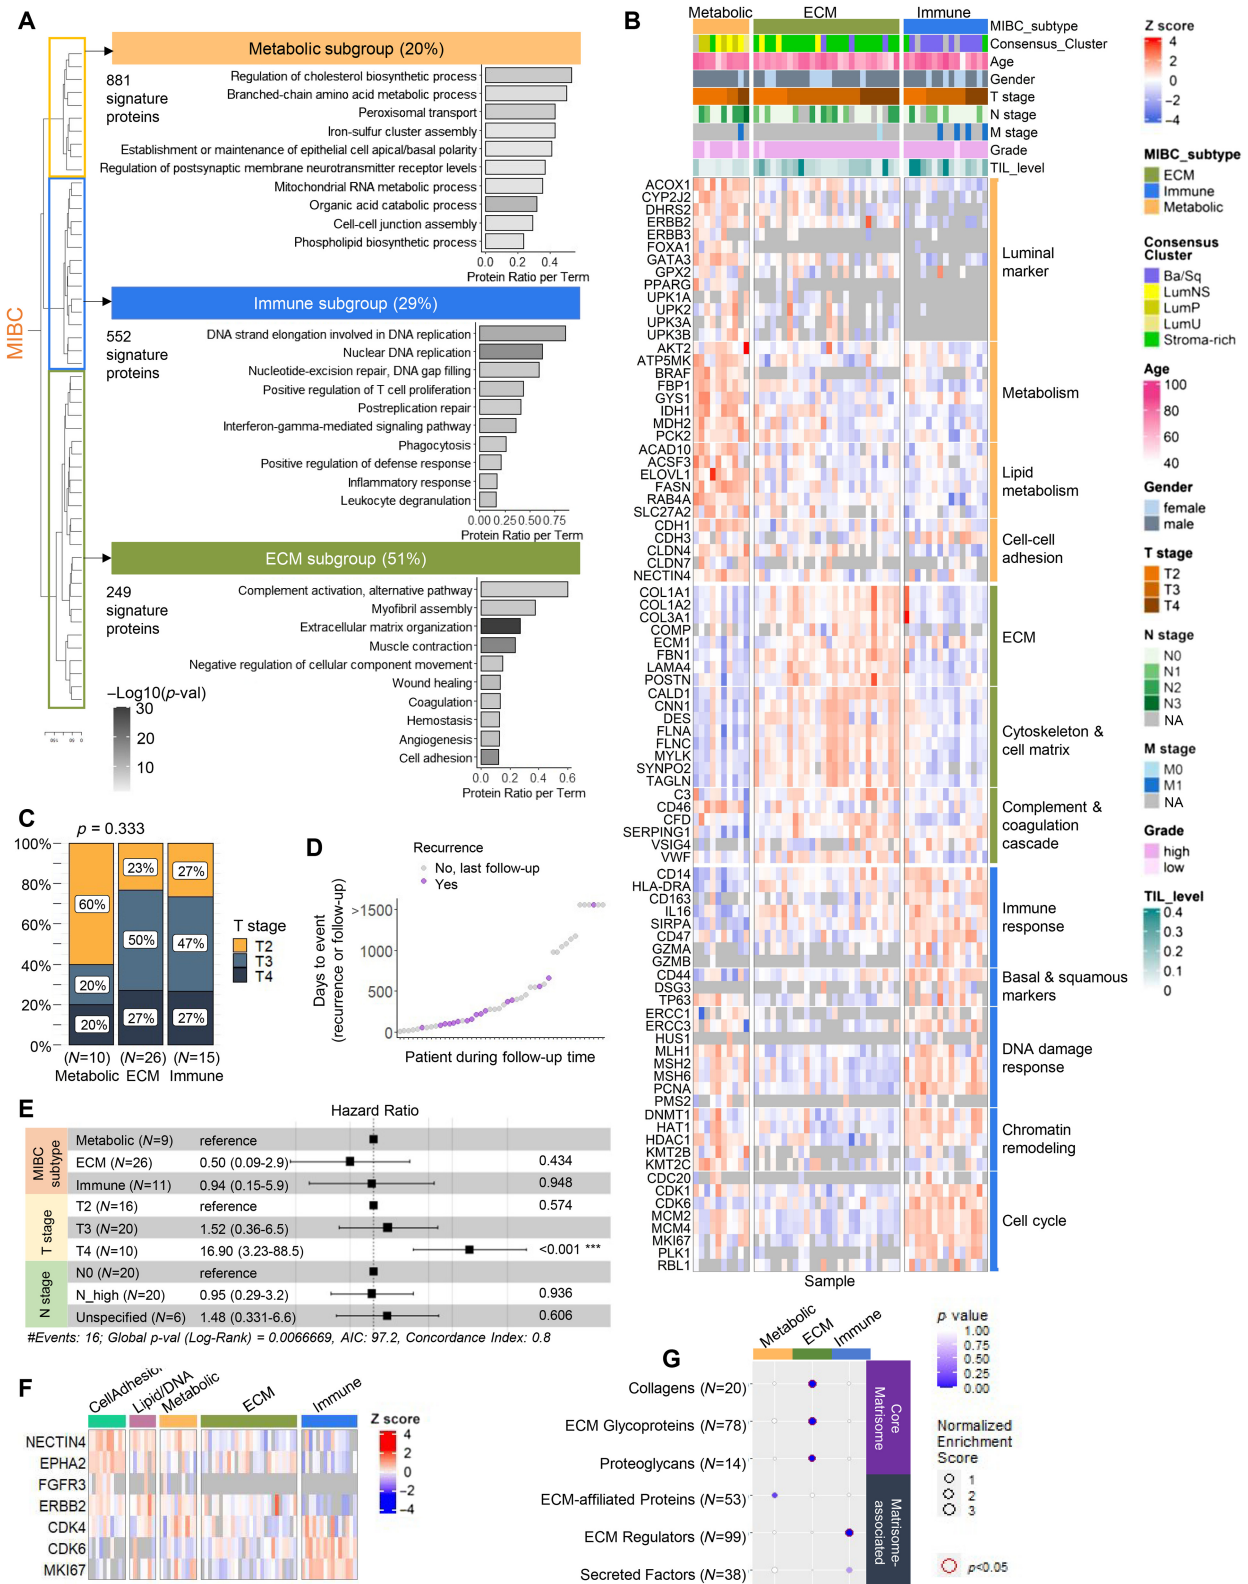 A
MIBC
Metabolic subgroup (20%)
881
signature
proteins
Regulation of cholesterol biosynthetic process
Branched-chain amino acid metabolic process
Peroxisomal transport
Iron-sulfur cluster assembly
Establishment or maintenance of epithelial cell apical/basal polarity
Regulation of postsynaptic membrane neurotransmitter receptor levels
Mitochondrial RNA metabolic process
Organic acid catabolic process
Cell-cell junction assembly
Phospholipid biosynthetic process
0.0 0.2 0.4
Protein Ratio per Term
Immune subgroup (29%)
552
signature
proteins
DNA strand elongation involved in DNA replication
Nuclear DNA replication
Nucleotide-excision repair, DNA gap filling
Positive regulation of T cell proliferation
Postreplication repair
Interferon-gamma-mediated signaling pathway
Phagocytosis
Positive regulation of defense response
Inflammatory response
Leukocyte degranulation
0.00 0.25 0.50 0.75
Protein Ratio per Term
ECM subgroup (51%)
249
signature
proteins
Complement activation, alternative pathway
Myofibril assembly
Extracellular matrix organization
Muscle contraction
Negative regulation of cellular component movement
Wound healing
Coagulation
Hemostasis
Angiogenesis
Cell adhesion
0.0 0.2 0.4 0.6
Protein Ratio per Term
−Log10(p-val)
30
20
10
B
Metabolic ECM Immune
MIBC_subtype
Consensus_Cluster
Age
Gender
T stage
N stage
M stage
Grade
TIL_level
ACOX1
CYP2J2
DHRS2
ERBB2
ERBB3
FOXA1
GATA3
GPX2
PPARG
UPK1A
UPK2
UPK3A
UPK3B
Luminal
marker
AKT2
ATP5MK
BRAF
FBP1
GYS1
IDH1
MDH2
PCK2
Metabolism
ACAD10
ACSF3
ELOVL1
FASN
RAB4A
SLC27A2
Lipid
metabolism
CDH1
CDH3
CLDN4
CLDN7
NECTIN4
Cell-cell
adhesion
COL1A1
COL1A2
COL3A1
COMP
ECM1
FBN1
LAMA4
POSTN
ECM
CALD1
CNN1
DES
FLNA
FLNC
MYLK
SYNPO2
TAGLN
Cytoskeleton &
cell matrix
C3
CD46
CFD
SERPING1
VSIG4
VWF
Complement &
coagulation
cascade
CD14
HLA-DRA
CD163
IL16
SIRPA
CD47
GZMA
GZMB
Immune
response
CD44
DSG3
TP63
Basal & squamous
markers
ERCC1
ERCC3
HUS1
MLH1
MSH2
MSH6
PCNA
PMS2
DNA damage
response
DNMT1
HAT1
HDAC1
KMT2B
KMT2C
Chromatin
remodeling
CDC20
CDK1
CDK6
MCM2
MCM4
MKI67
PLK1
RBL1
Cell cycle
Sample
Z score
4
2
0
−2
−4
MIBC_subtype
ECM
Immune
Metabolic
Consensus
Cluster
Ba/Sq
LumNS
LumP
LumU
Stroma-rich
Age
100
80
60
40
Gender
female
male
T stage
T2
T3
T4
N stage
N0
N1
N2
N3
NA
M stage
M0
M1
NA
Grade
high
low
TIL_level
0.4
0.3
0.2
0.1
0
C
p = 0.333
100%
80%
60%
40%
20%
0%
60%
20%
20%
23%
50%
27%
27%
47%
27%
(N=10) (N=26) (N=15)
Metabolic ECM Immune
T stage
T2
T3
T4
D
Recurrence
No, last follow-up
Yes
Days to event
(recurrence or follow-up)
>1500
1000
500
0
Patient during follow-up time
E
Hazard Ratio
MIBC
subtype
Metabolic (N=9) reference
ECM (N=26) 0.50 (0.09-2.9) 0.434
Immune (N=11) 0.94 (0.15-5.9) 0.948
T stage
T2 (N=16) reference 0.574
T3 (N=20) 1.52 (0.36-6.5)
T4 (N=10) 16.90 (3.23-88.5) <0.001 ***
N stage
N0 (N=20) reference
N_high (N=20) 0.95 (0.29-3.2) 0.936
Unspecified (N=6) 1.48 (0.331-6.6) 0.606
#Events: 16; Global p-val (Log-Rank) = 0.0066669, AIC: 97.2, Concordance Index: 0.8
F
CellAdhesion Lipid/DNA Metabolic ECM Immune
NECTIN4
EPHA2
FGFR3
ERBB2
CDK4
CDK6
MKI67
Z score
4
2
0
−2
−4
G
Metabolic ECM Immune
Collagens (N=20)
ECM Glycoproteins (N=78)
Proteoglycans (N=14)
ECM-affiliated Proteins (N=53)
ECM Regulators (N=99)
Secreted Factors (N=38)
Core
Matrisome
Matrisome-
associated
p value
1.00
0.75
0.50
0.25
0.00
Normalized
Enrichment
Score
1
2
3
p<0.05